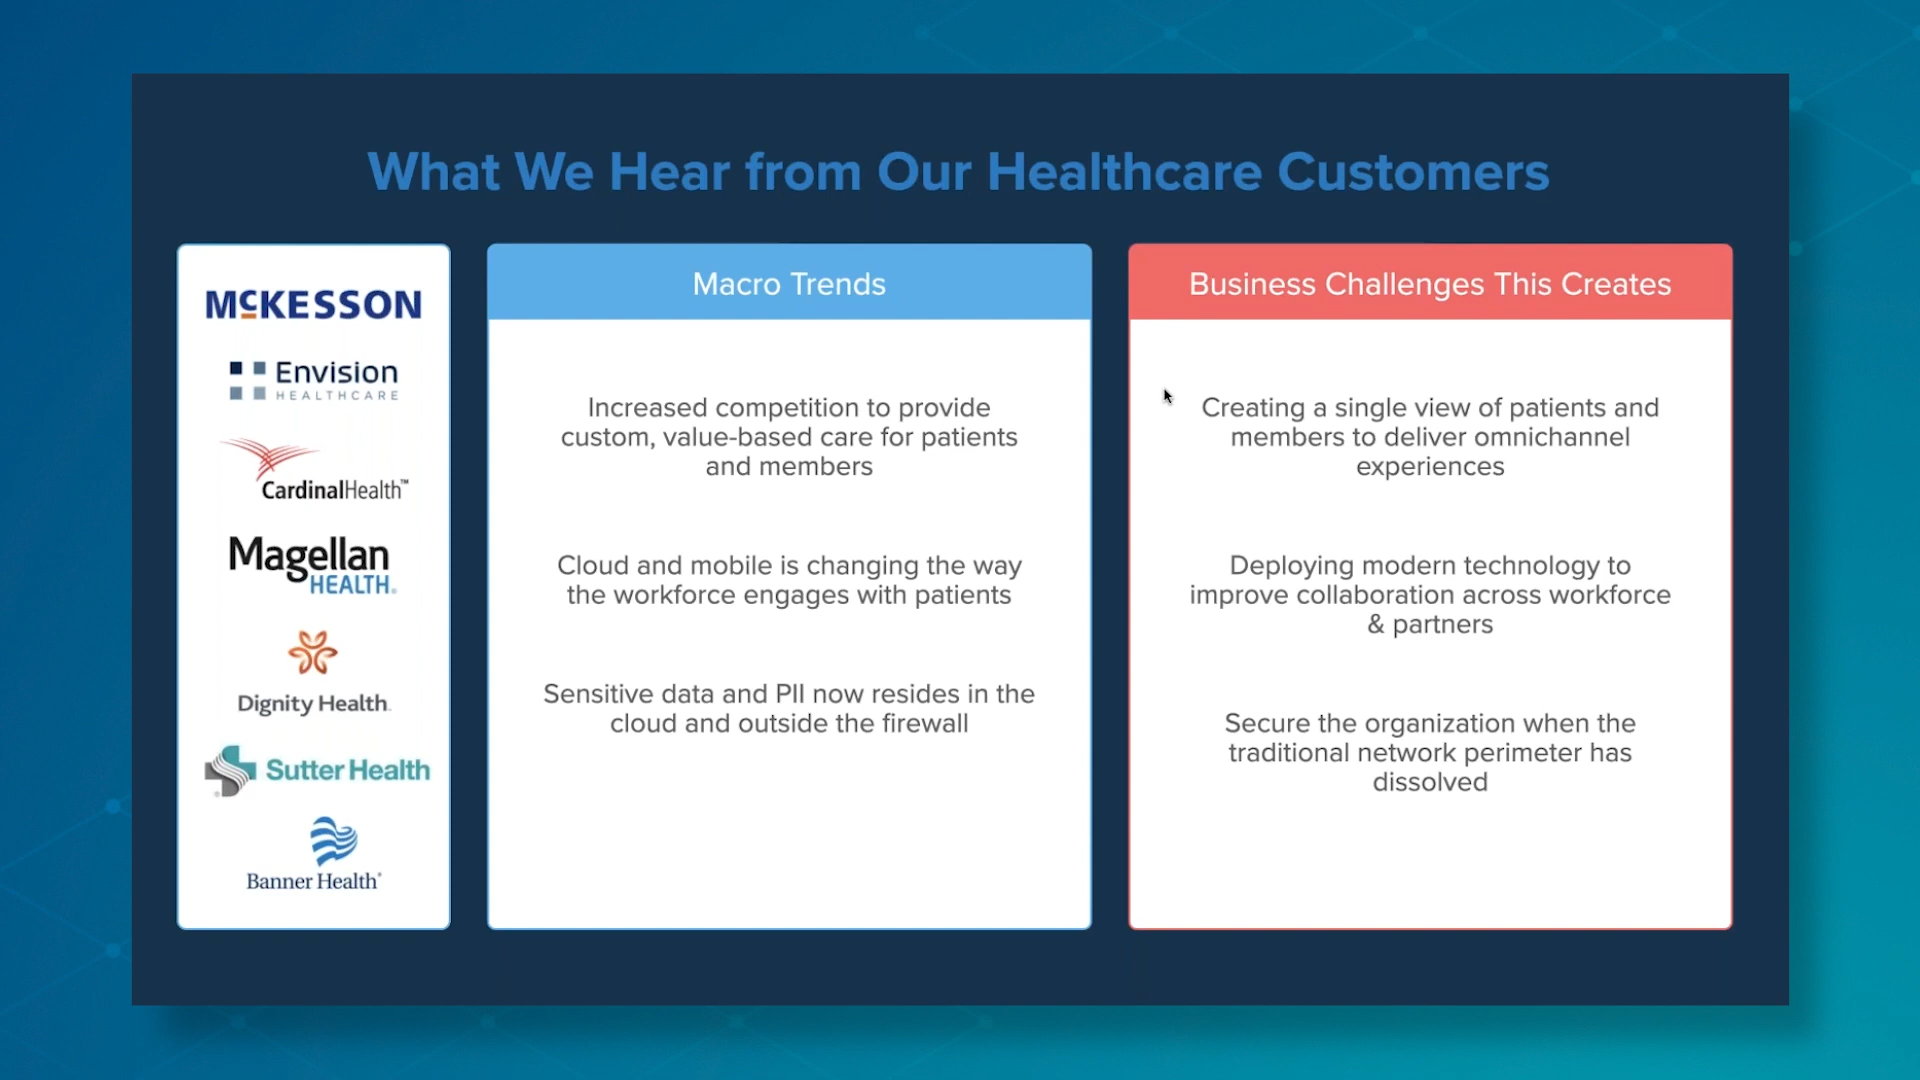 What We Hear from Our Healthcare Customers
McKESSON
Envision
HEALTHCARE
CardinalHealth™
Magellan
HEALTH®
Dignity Health
Sutter Health
®
Banner Health®
Macro Trends
Increased competition to provide
custom, value-based care for patients
and members
Cloud and mobile is changing the way
the workforce engages with patients
Sensitive data and PII now resides in the
cloud and outside the firewall
Business Challenges This Creates
Creating a single view of patients and
members to deliver omnichannel
experiences
Deploying modern technology to
improve collaboration across workforce
& partners
Secure the organization when the
traditional network perimeter has
dissolved